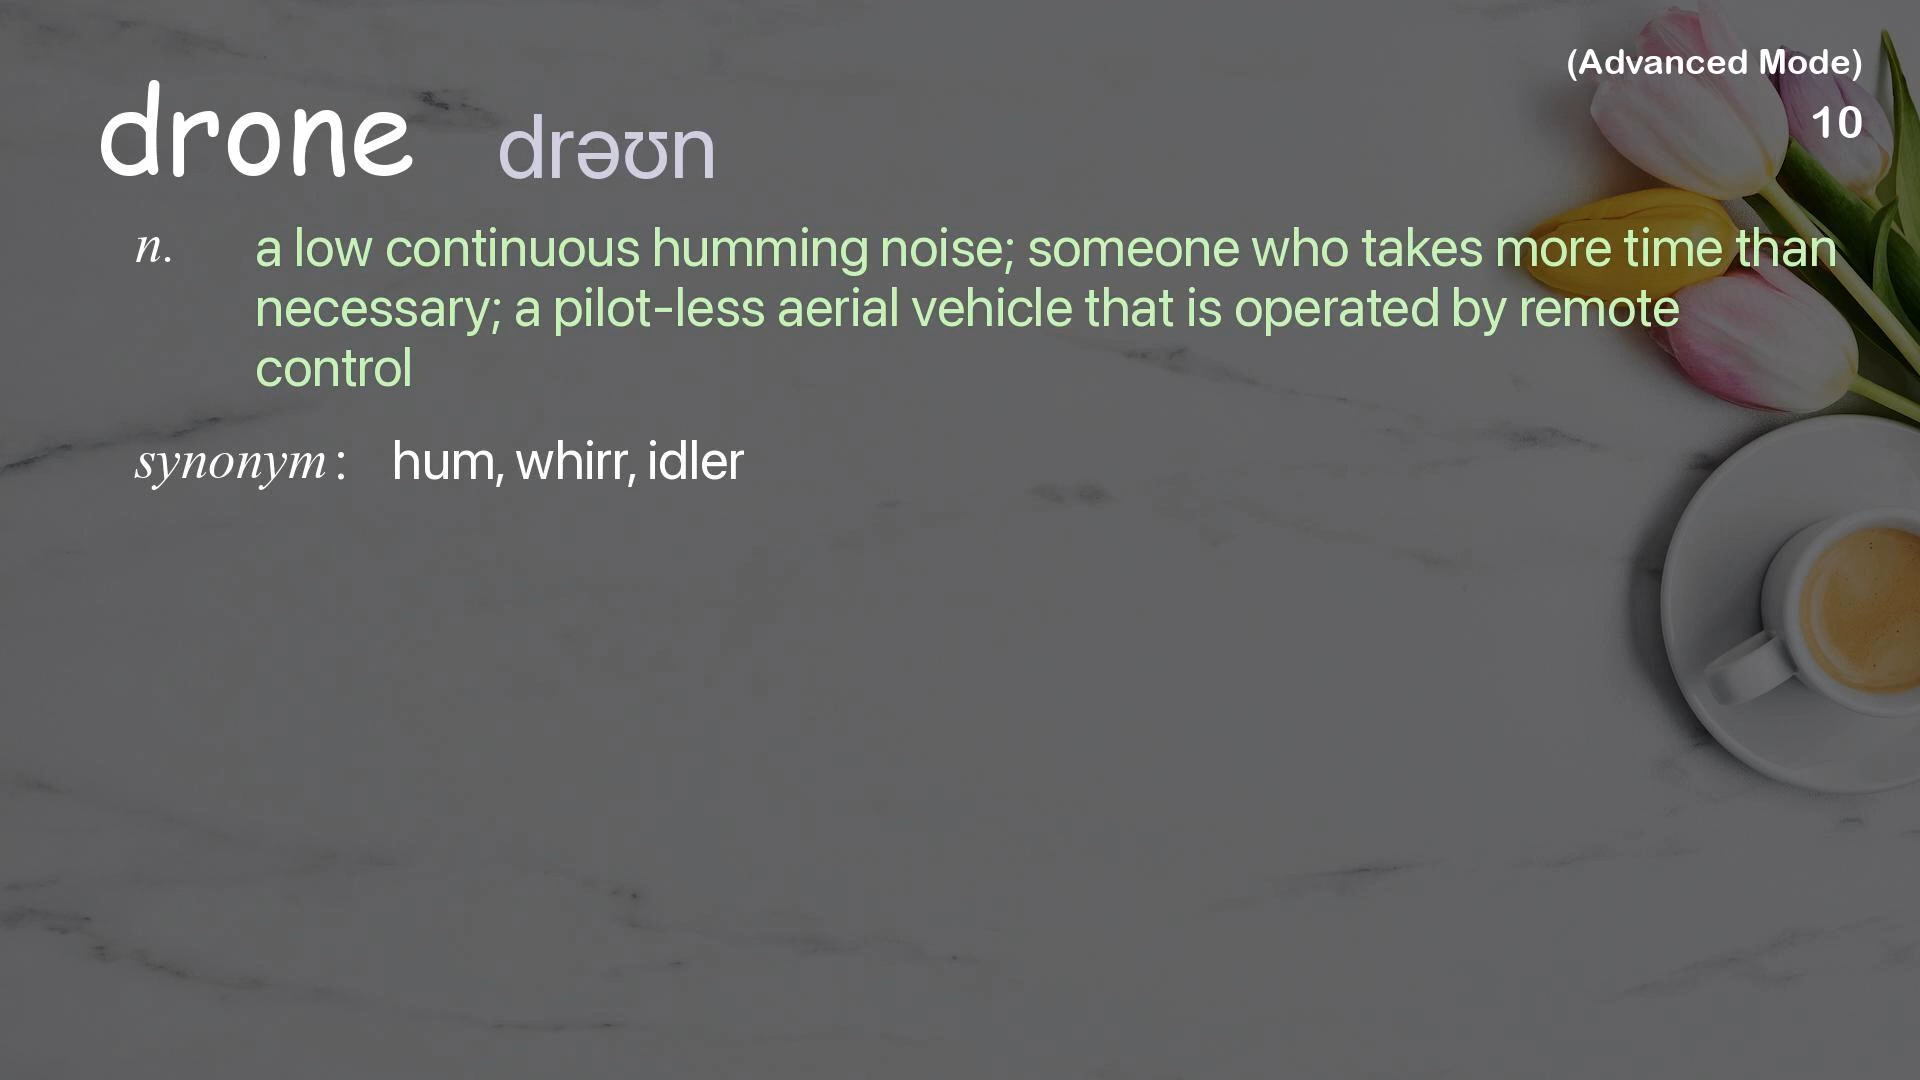 (Advanced Mode)
10
drone drəʊn
n. a low continuous humming noise; someone who takes more time than
necessary; a pilot-less aerial vehicle that is operated by remote
control
synonym: hum, whirr, idler